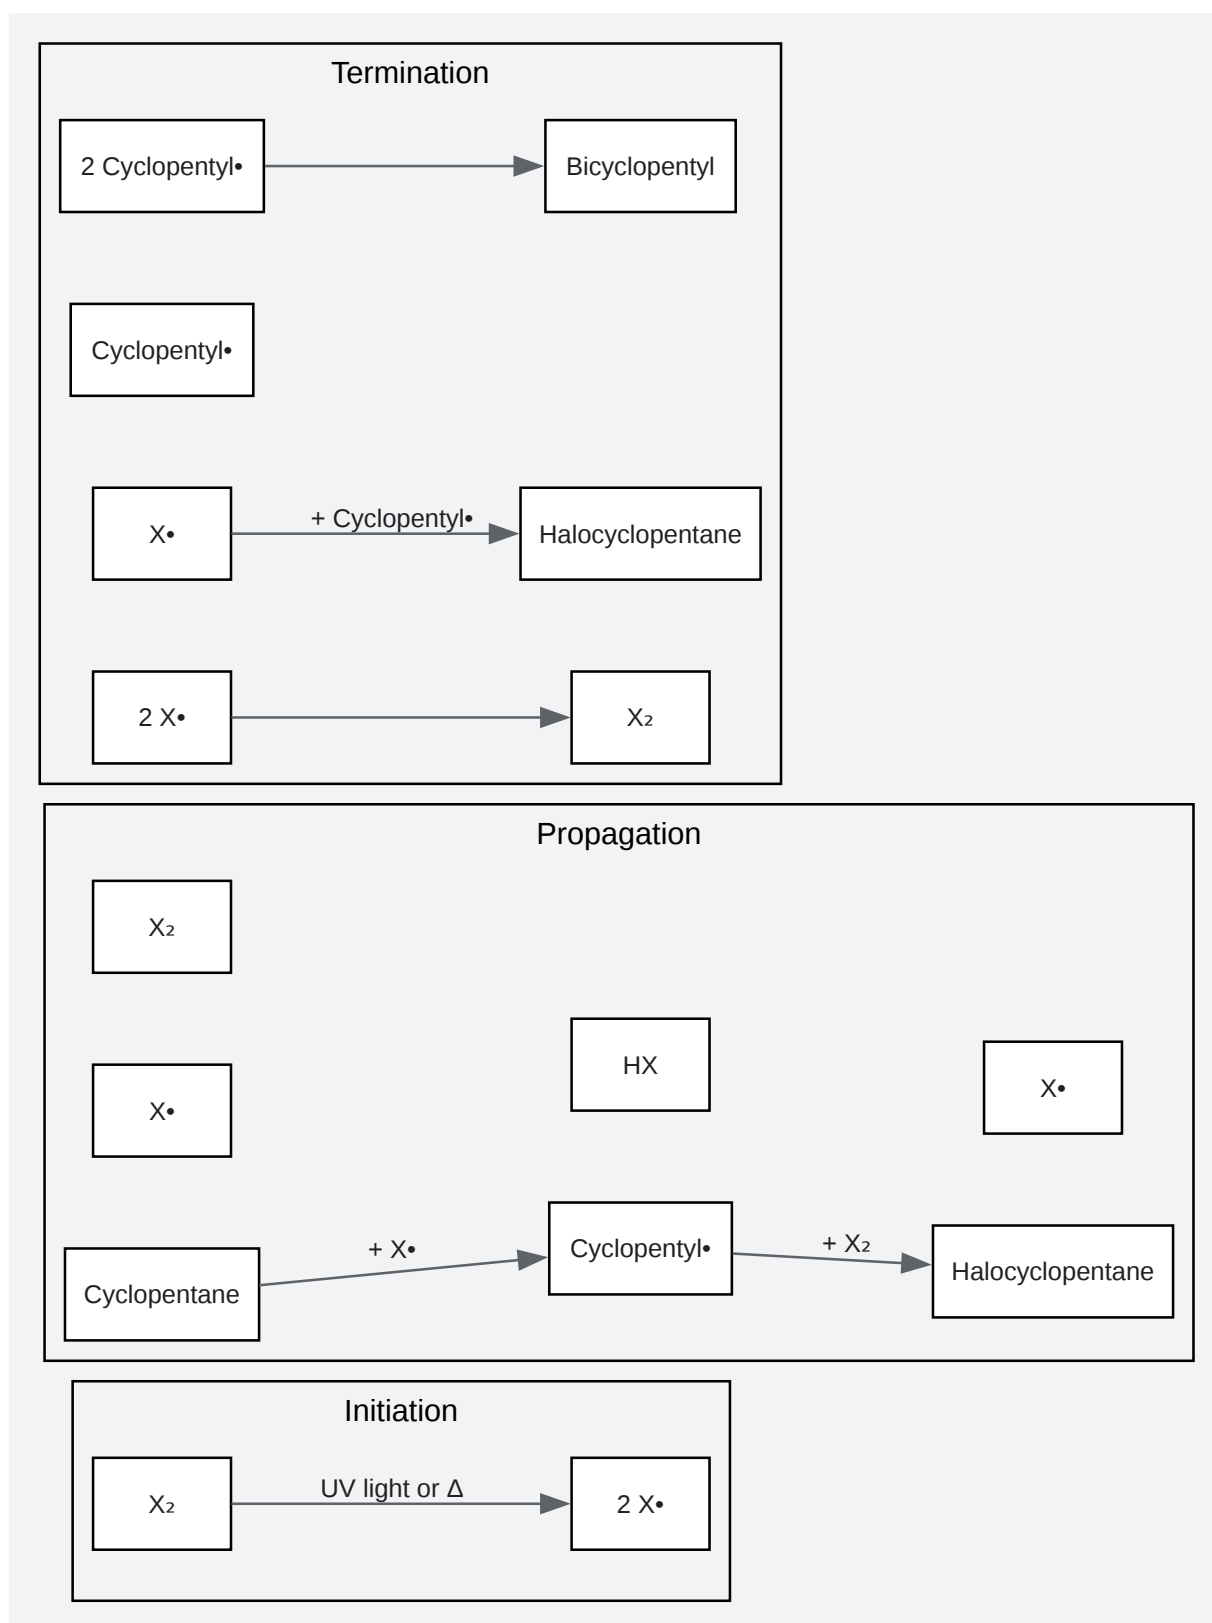 Termination
2 Cyclopentyl•
Bicyclopentyl
Cyclopentyl•
X•
+ Cyclopentyl•
Halocyclopentane
2 X•
X₂
Propagation
X₂
HX
X•
X•
Cyclopentane
+ X•
Cyclopentyl•
+ X₂
Halocyclopentane
Initiation
X₂
UV light or Δ
2 X•